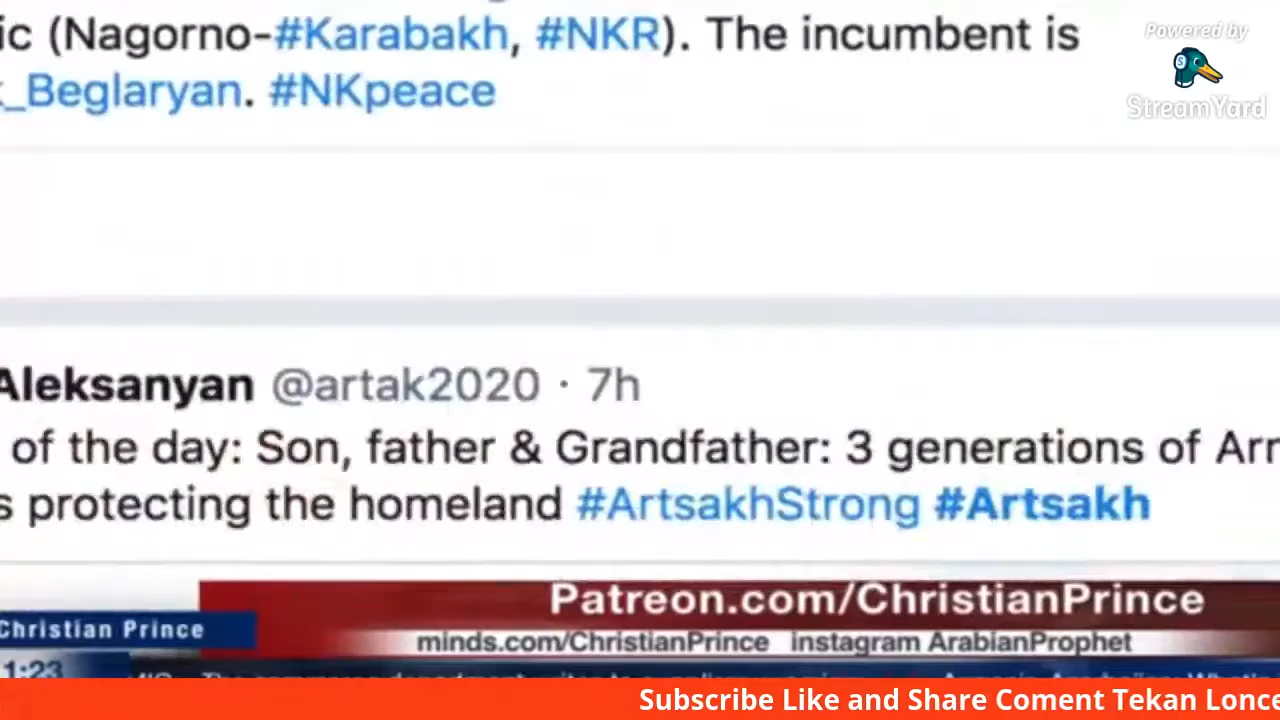 ic (Nagorno-#Karabakh, #NKR). The incumbent is
Powered by
StreamYard
_Beglaryan. #NKpeace
Aleksanyan @artak2020 · 7h
of the day: Son, father & Grandfather: 3 generations of Arr
s protecting the homeland #ArtsakhStrong #Artsakh
Patreon.com/ChristianPrince
Christian Prince
minds.com/ChristianPrince instagram ArabianProphet
1:23
Subscribe Like and Share Coment Tekan Lonce